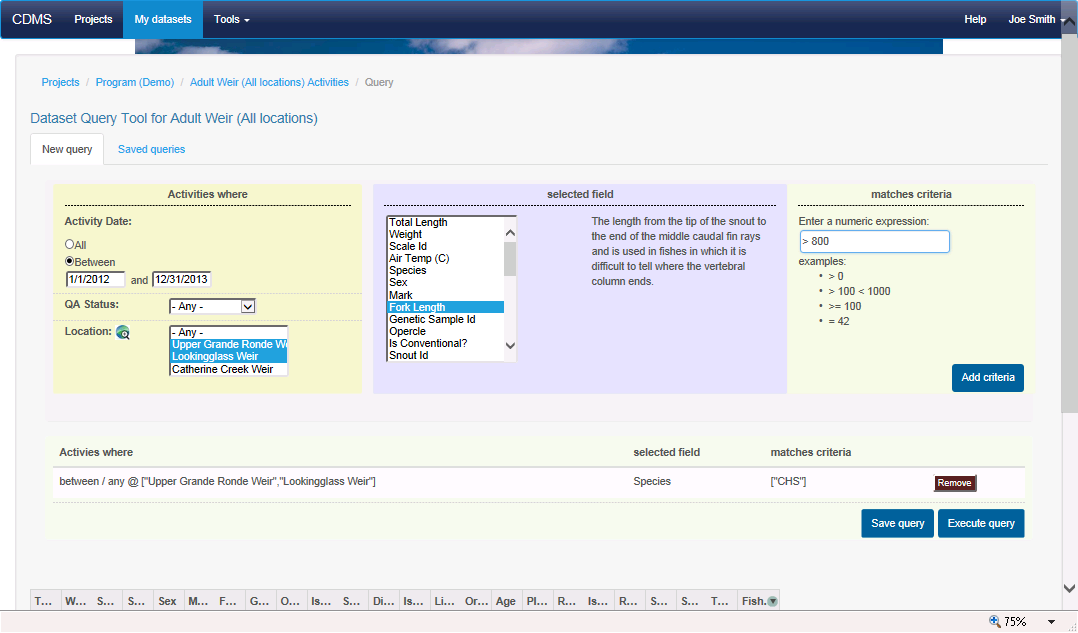 CDMS Projects My datasets Tools Help Joe Smith
Projects / Program (Demo) / Adult Weir (All locations) Activities / Query
Dataset Query Tool for Adult Weir (All locations)
New query Saved queries
Activities where
Activity Date:
All
Between
1/1/2012 and 12/31/2013
QA Status: - Any -
Location: - Any -
Upper Grande Ronde We
Lookingglass Weir
Catherine Creek Weir
selected field
Total Length
Weight
Scale Id
Air Temp (C)
Species
Sex
Mark
Fork Length
Genetic Sample Id
Opercle
Is Conventional?
Snout Id
The length from the tip of the snout to
the end of the middle caudal fin rays
and is used in fishes in which it is
difficult to tell where the vertebral
column ends.
matches criteria
Enter a numeric expression:
> 800
examples:
• > 0
• > 100 < 1000
• >= 100
• = 42
Add criteria
Activies where selected field matches criteria
between / any @ ["Upper Grande Ronde Weir","Lookingglass Weir"] Species ["CHS"] Remove
Save query Execute query
T... W... S... S... Sex M... F... G... O... Is... S... Di... Is... Li... Or... Age Pl... R... Is... R... S... S... T... Fish.
75%